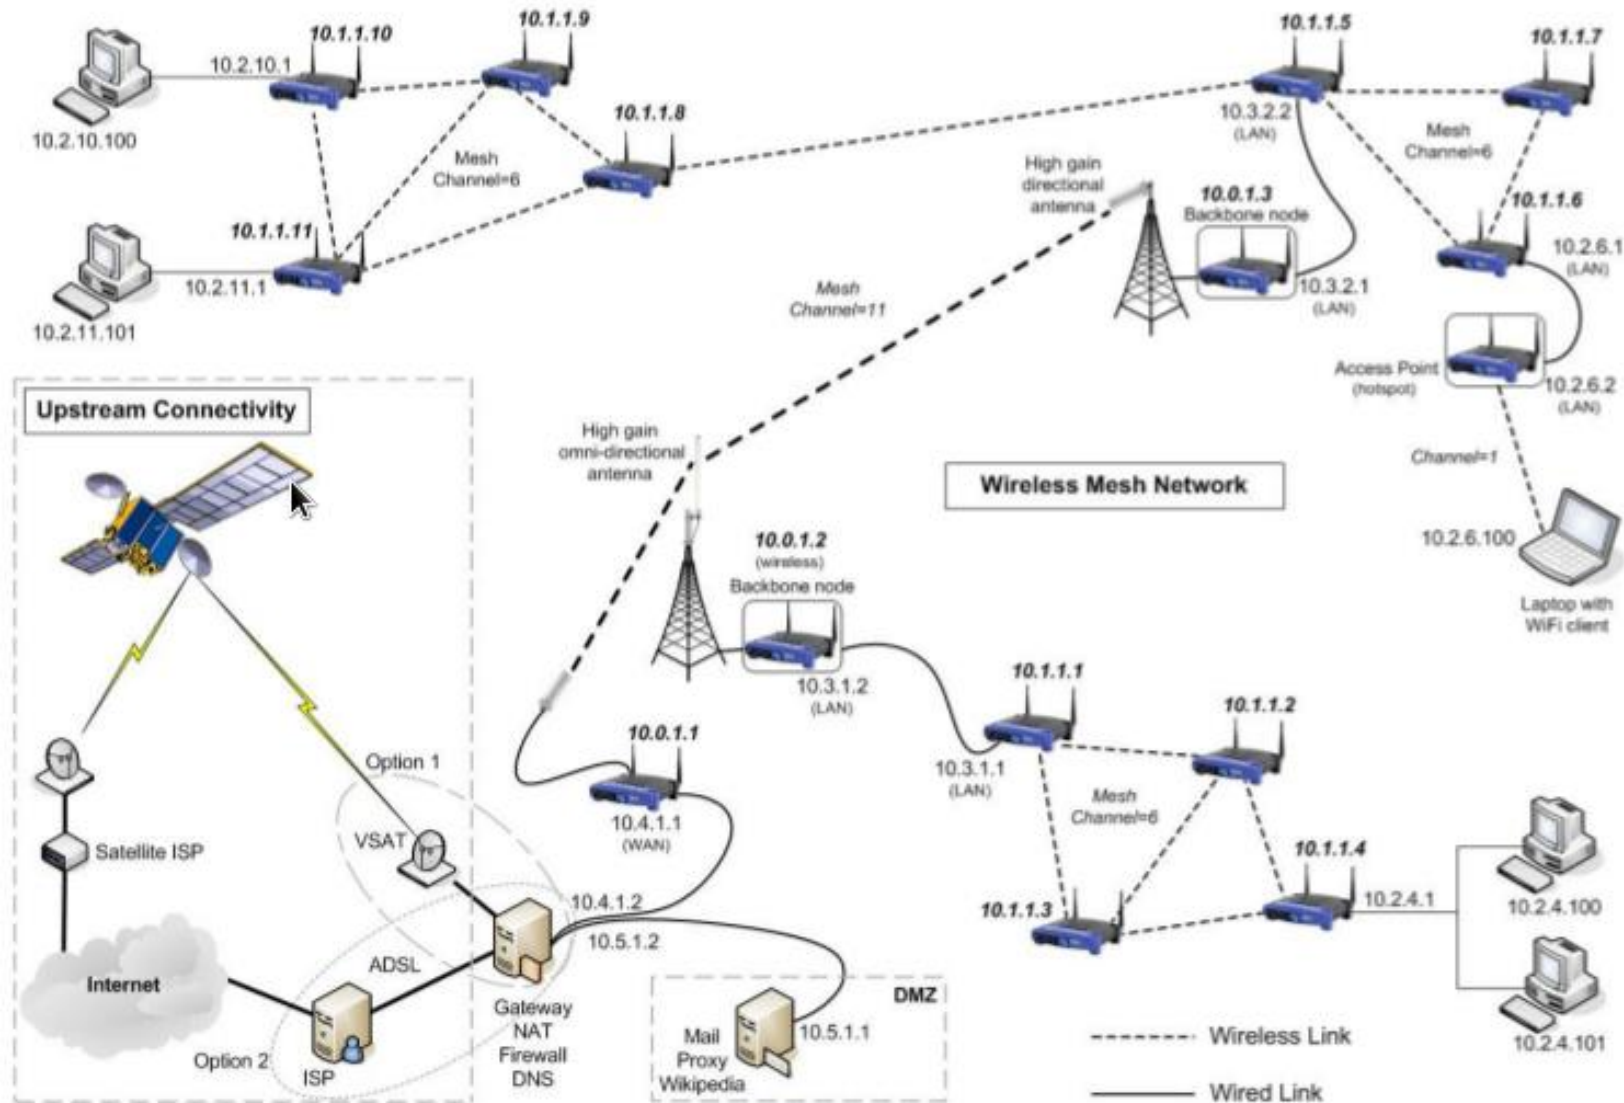 10.1.1.10
10.1.1.9
10.2.10.1
10.2.10.100
10.1.1.8
Mesh
Channel=6
10.1.1.11
10.2.11.1
10.2.11.101
10.1.1.5
10.1.1.7
10.3.2.2
(LAN)
Mesh
Channel=6
High gain
directional
antenna
10.0.1.3
Backbone node
10.3.2.1
(LAN)
10.1.1.6
10.2.6.1
(LAN)
Access Point
(hotspot)
10.2.6.2
(LAN)
Channel=1
10.2.6.100
Laptop with
WiFi client
Mesh
Channel=11
High gain
omni-directional
antenna
Wireless Mesh Network
Upstream Connectivity
10.0.1.2
(wireless)
Backbone node
10.3.1.2
(LAN)
10.0.1.1
10.4.1.1
(WAN)
Option 1
VSAT
Satellite ISP
10.4.1.2
10.5.1.2
ADSL
Internet
Gateway
NAT
Firewall
DNS
Option 2
ISP
DMZ
Mail
Proxy
Wikipedia
10.5.1.1
10.1.1.1
10.1.1.2
10.3.1.1
(LAN)
Mesh
Channel=6
10.1.1.3
10.1.1.4
10.2.4.1
10.2.4.100
10.2.4.101
Wireless Link
Wired Link